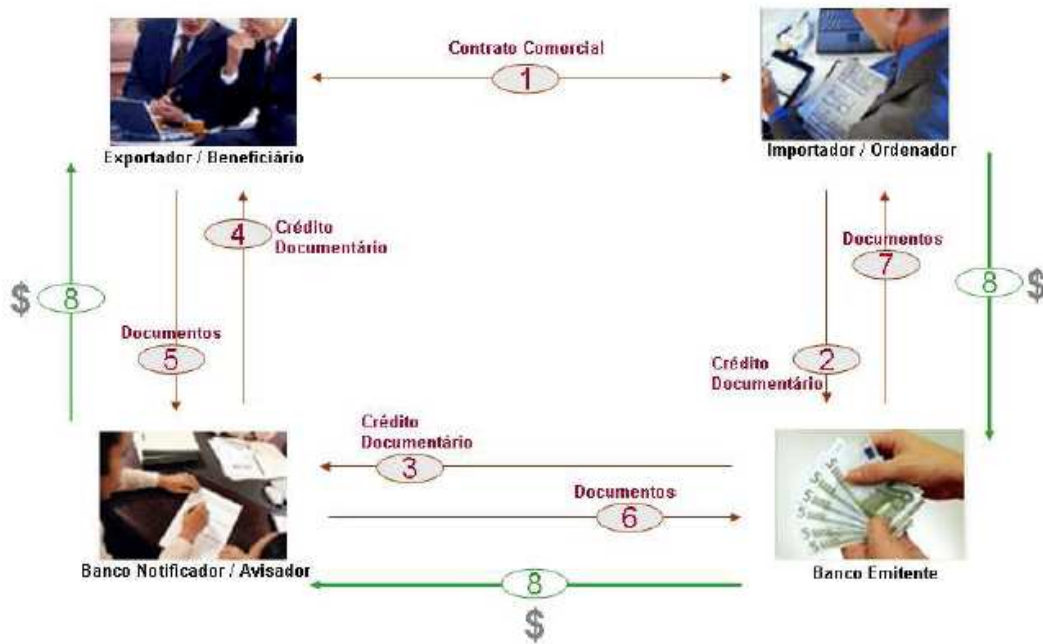 Contrato Comercial
1
Exportador / Beneficiário
Importador / Ordenador
4
Crédito
Documentário
Documentos
7
$
8
8
$
Documentos
5
2
Crédito
Documentário
Crédito
Documentário
3
Documentos
6
Banco Notificador / Avisador
Banco Emitente
8
$